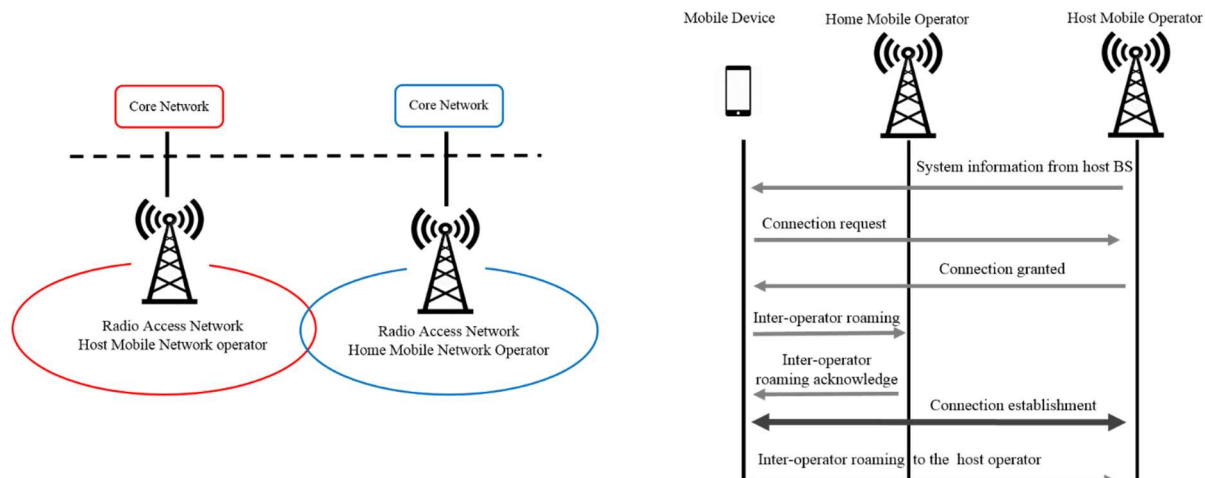 Core Network
Core Network
Radio Access Network
Host Mobile Network operator
Radio Access Network
Home Mobile Network Operator
Mobile Device
Home Mobile Operator
Host Mobile Operator
System information from host BS
Connection request
Connection granted
Inter-operator roaming
Inter-operator
roaming acknowledge
Connection establishment
Inter-operator roaming to the host operator